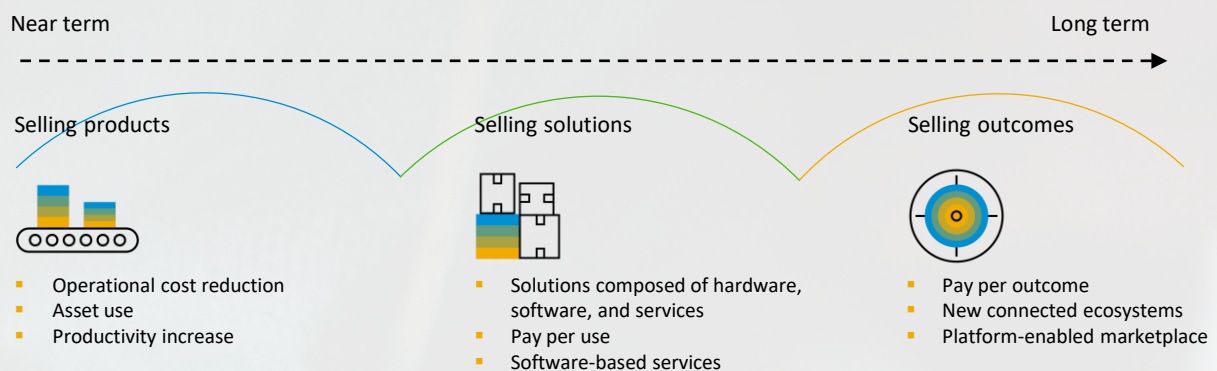 Near term
Long term
Selling products
Selling solutions
Selling outcomes
▪ Operational cost reduction
▪ Asset use
▪ Productivity increase
▪ Solutions composed of hardware,
software, and services
▪ Pay per use
▪ Software-based services
▪ Pay per outcome
▪ New connected ecosystems
▪ Platform-enabled marketplace